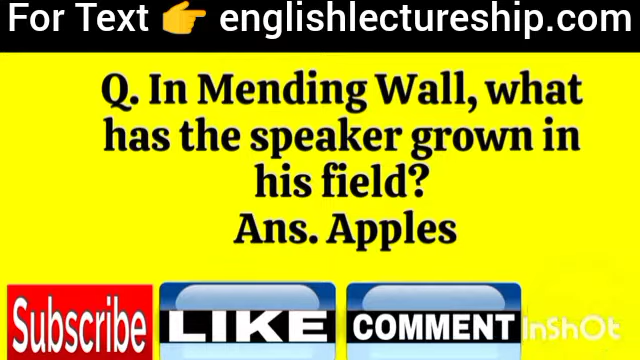 For Text 👉 englishlectureship.com
Q. In Mending Wall, what
has the speaker grown in
his field?
Ans. Apples
Subscribe LIKE COMMENT InShOt